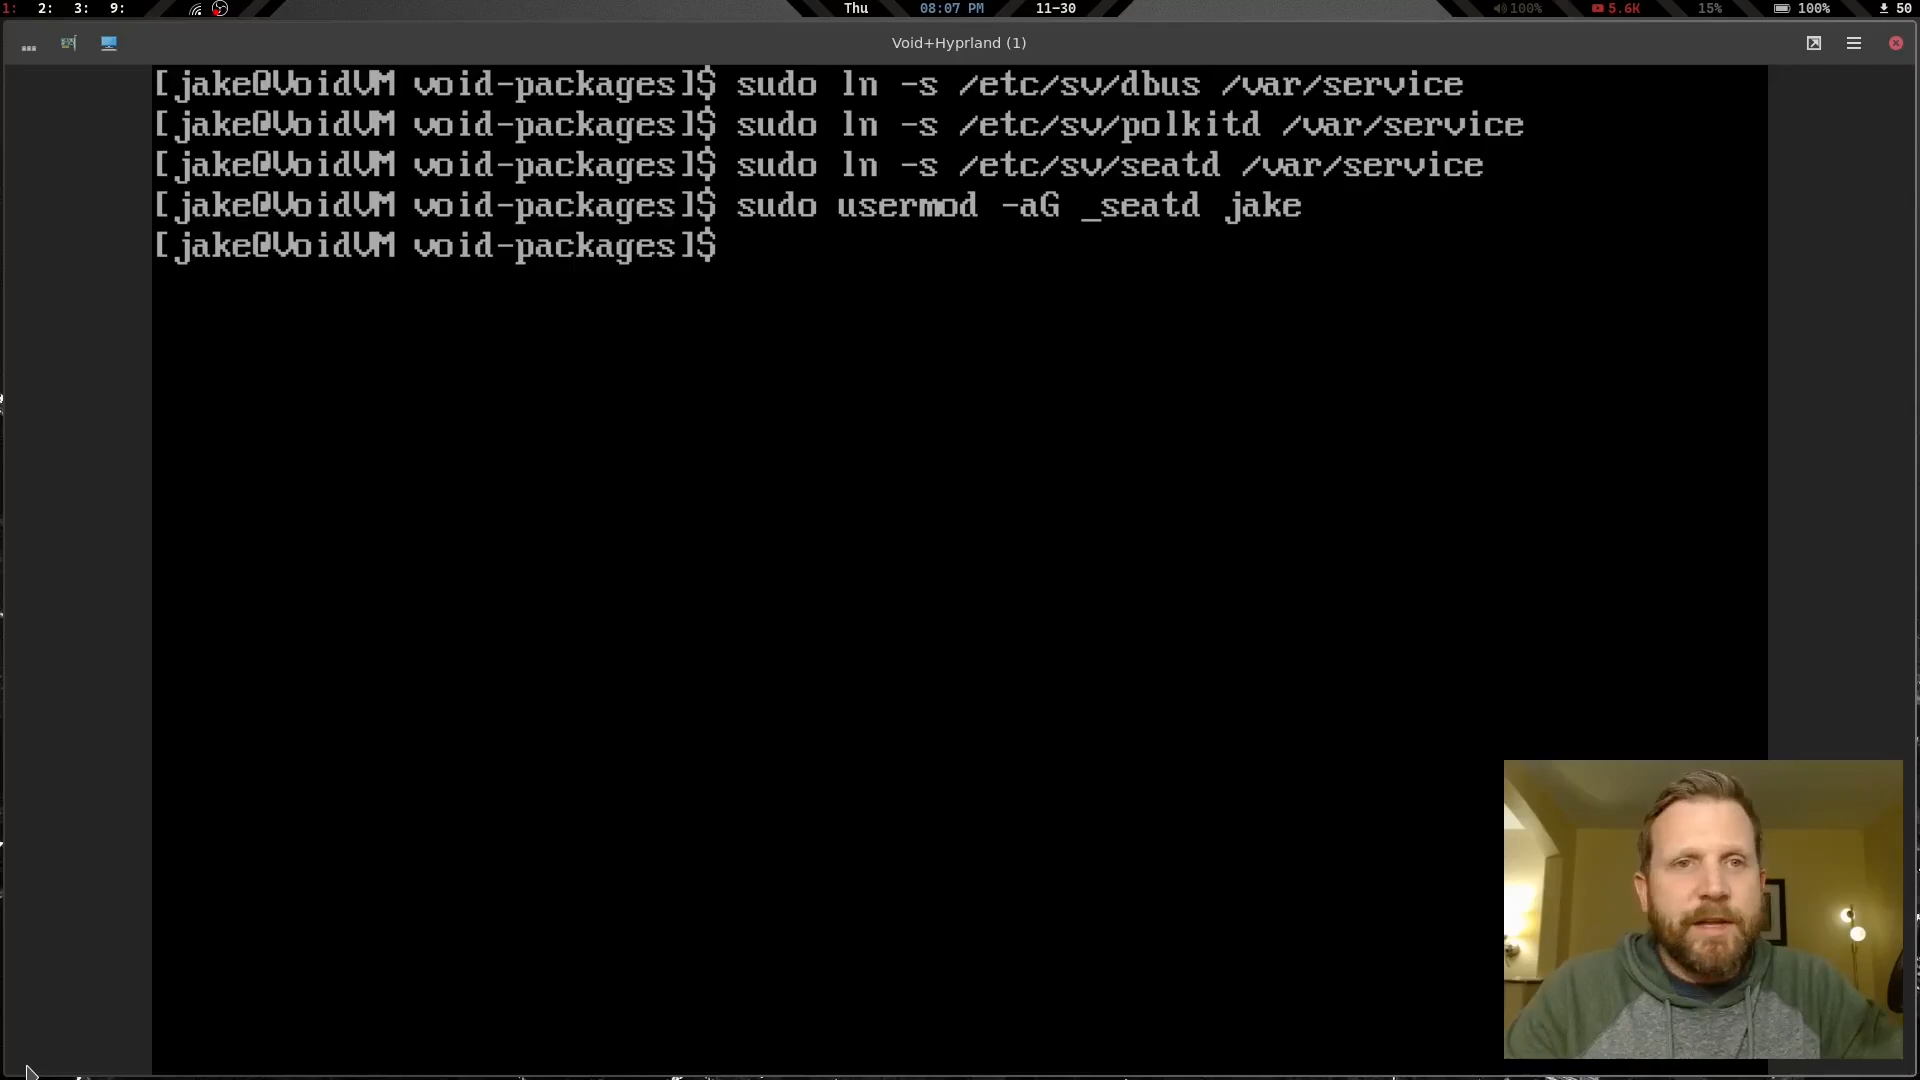 1: 2: 3: 9: Thu 08:07 PM 11-30 100% 5.6K 15% 100% 50
Void+Hyprland (1)
[jake@VoidVM void-packages]$ sudo ln -s /etc/sv/dbus /var/service
[jake@VoidVM void-packages]$ sudo ln -s /etc/sv/polkitd /var/service
[jake@VoidVM void-packages]$ sudo ln -s /etc/sv/seatd /var/service
[jake@VoidVM void-packages]$ sudo usermod -aG _seatd jake
[jake@VoidVM void-packages]$